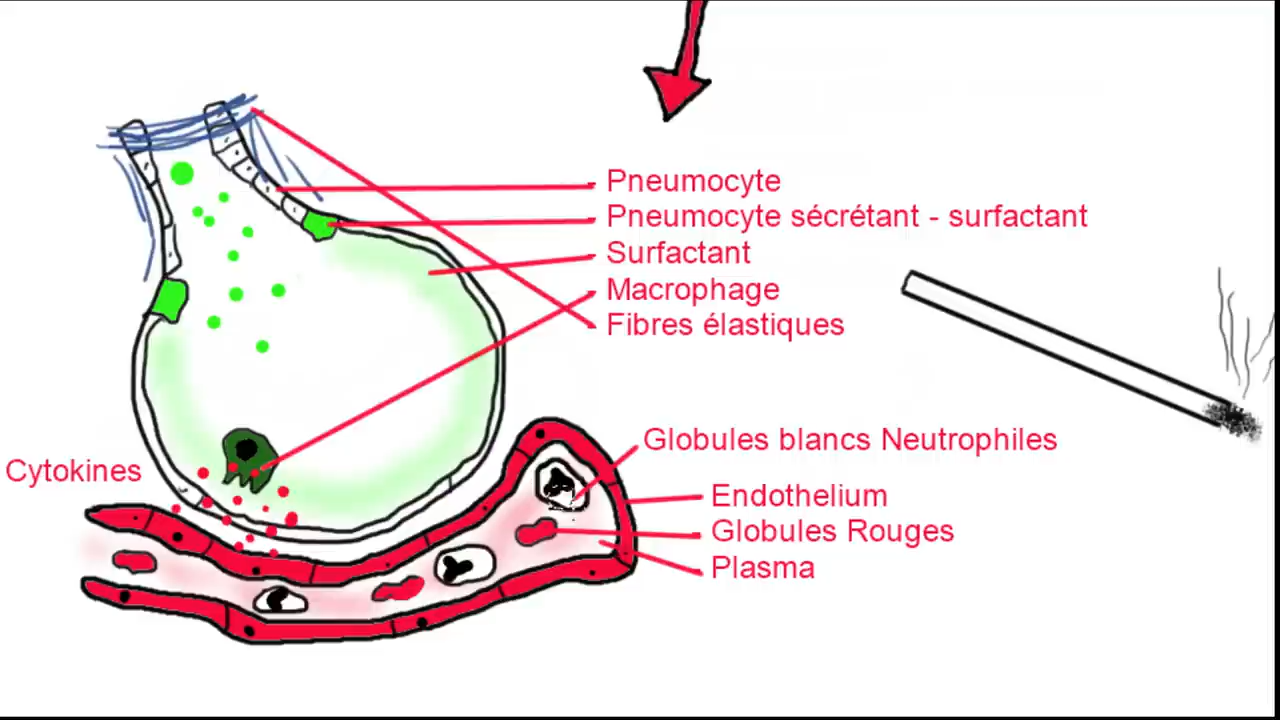 Pneumocyte
Pneumocyte sécrétant - surfactant
Surfactant
Macrophage
Fibres élastiques
Globules blancs Neutrophiles
Cytokines
Endothelium
Globules Rouges
Plasma